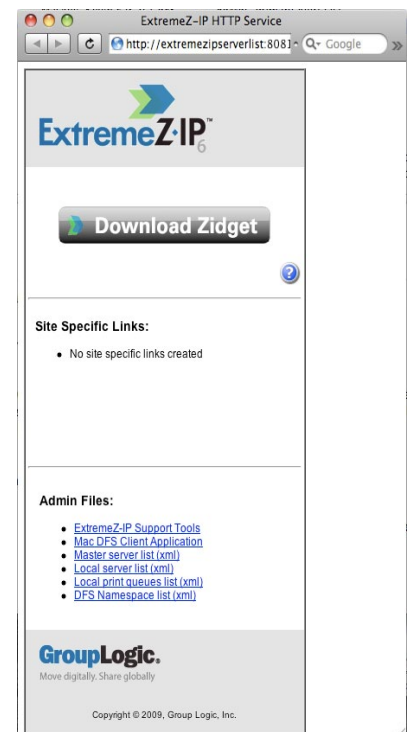 ExtremeZ-IP HTTP Service
http://extremezipserverlist:8081
Google
ExtremeZ·IP™
6
Download Zidget
?
Site Specific Links:
• No site specific links created
Admin Files:
• ExtremeZ-IP Support Tools
• Mac DFS Client Application
• Master server list (xml)
• Local server list (xml)
• Local print queues list (xml)
• DFS Namespace list (xml)
GroupLogic.
Move digitally. Share globally
Copyright © 2009, Group Logic, Inc.